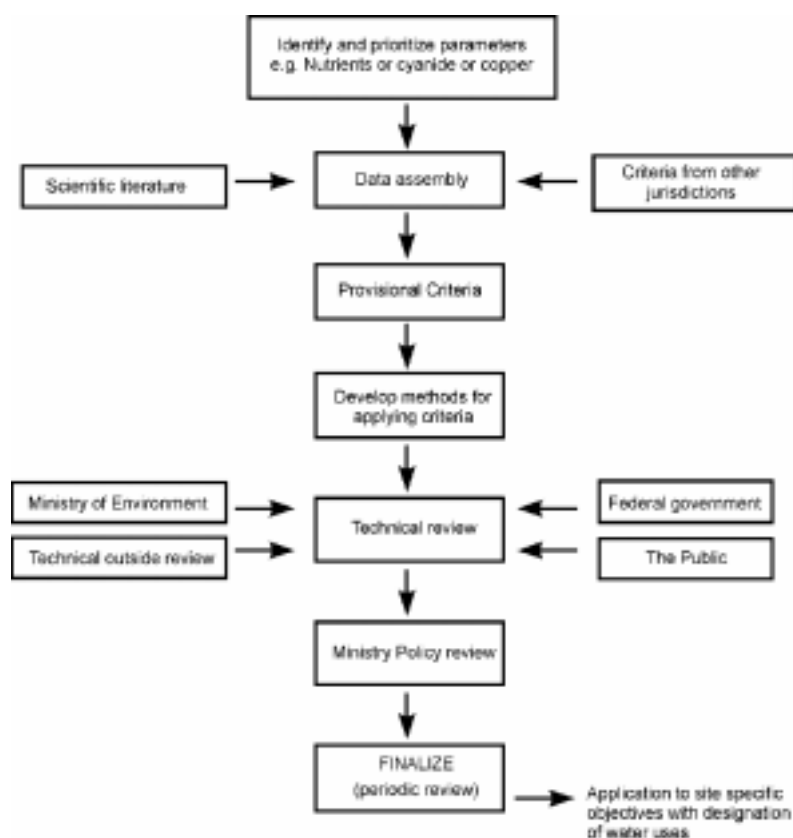 Identify and prioritize parameters
e.g. Nutrients or cyanide or copper
Scientific literature
Data assembly
Criteria from other
jurisdictions
Provisional Criteria
Develop methods for
applying criteria
Ministry of Environment
Technical review
Federal government
Technical outside review
The Public
Ministry Policy review
FINALIZE
(periodic review)
Application to site specific
objectives with designation
of water uses